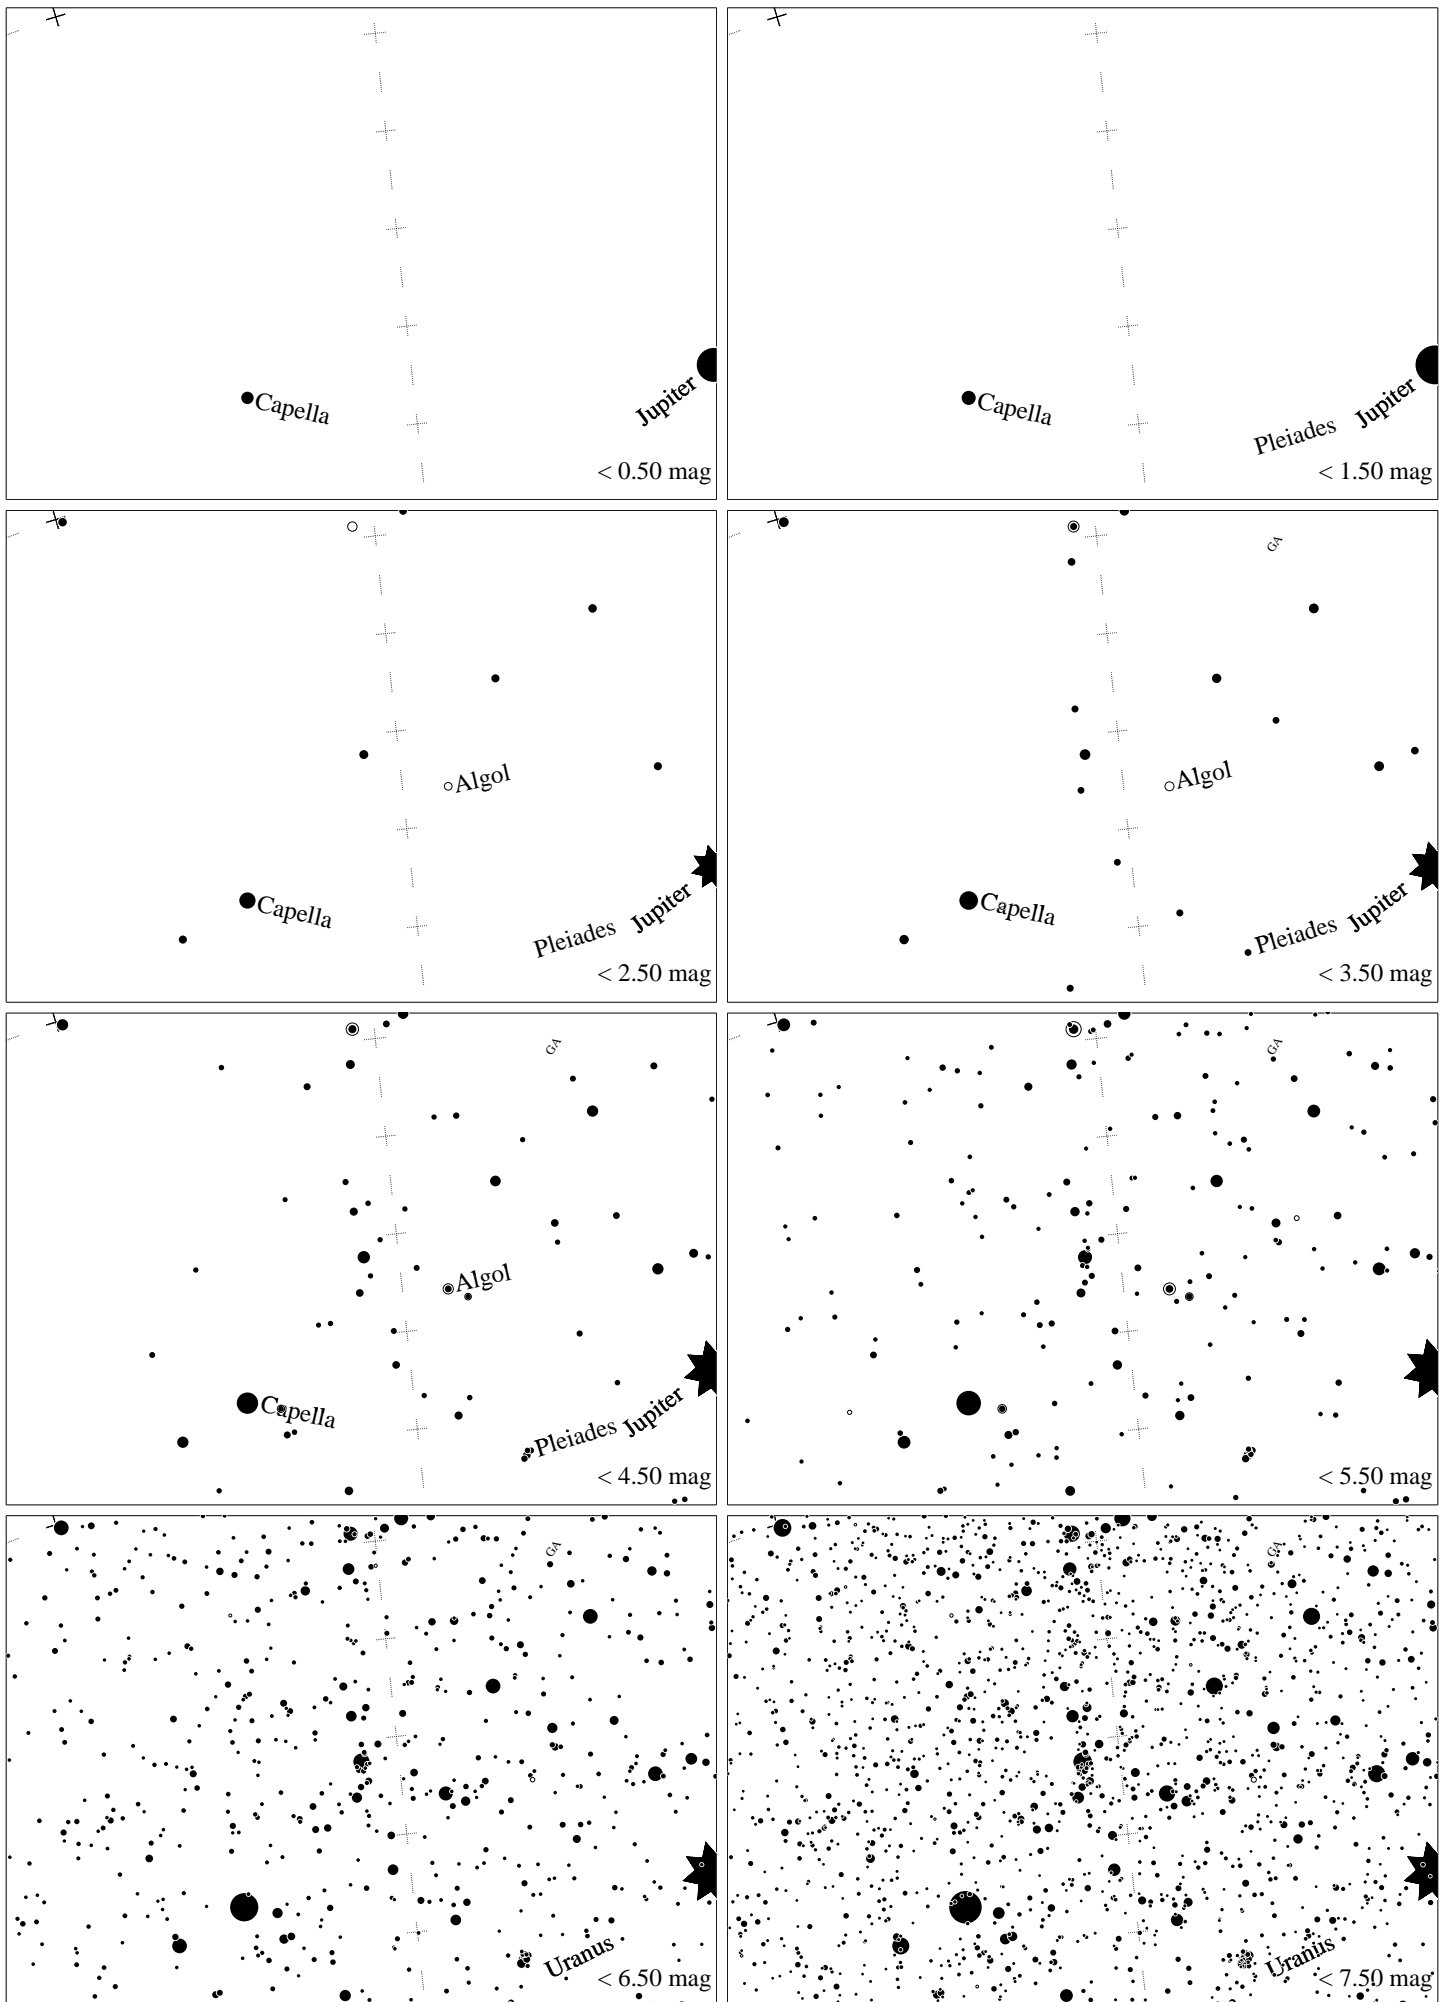 Capella
Jupiter
< 0.50 mag
Capella
Jupiter
Pleiades
< 1.50 mag
Algol
Capella
Jupiter
Pleiades
< 2.50 mag
GA
Algol
Capella
Jupiter
Pleiades
< 3.50 mag
GA
Algol
Capella
Jupiter
Pleiades
< 4.50 mag
GA
< 5.50 mag
GA
Uranus
< 6.50 mag
GA
Uranus
< 7.50 mag